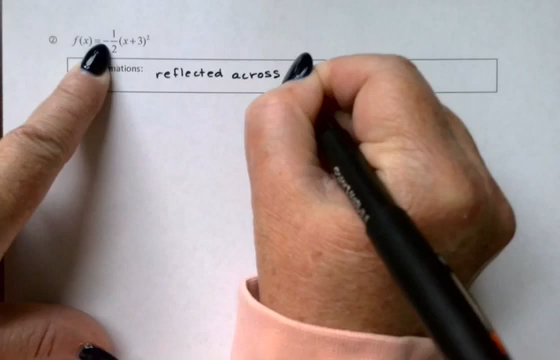 ② f(x)=-1/2(x+3)²
mations: reflected across